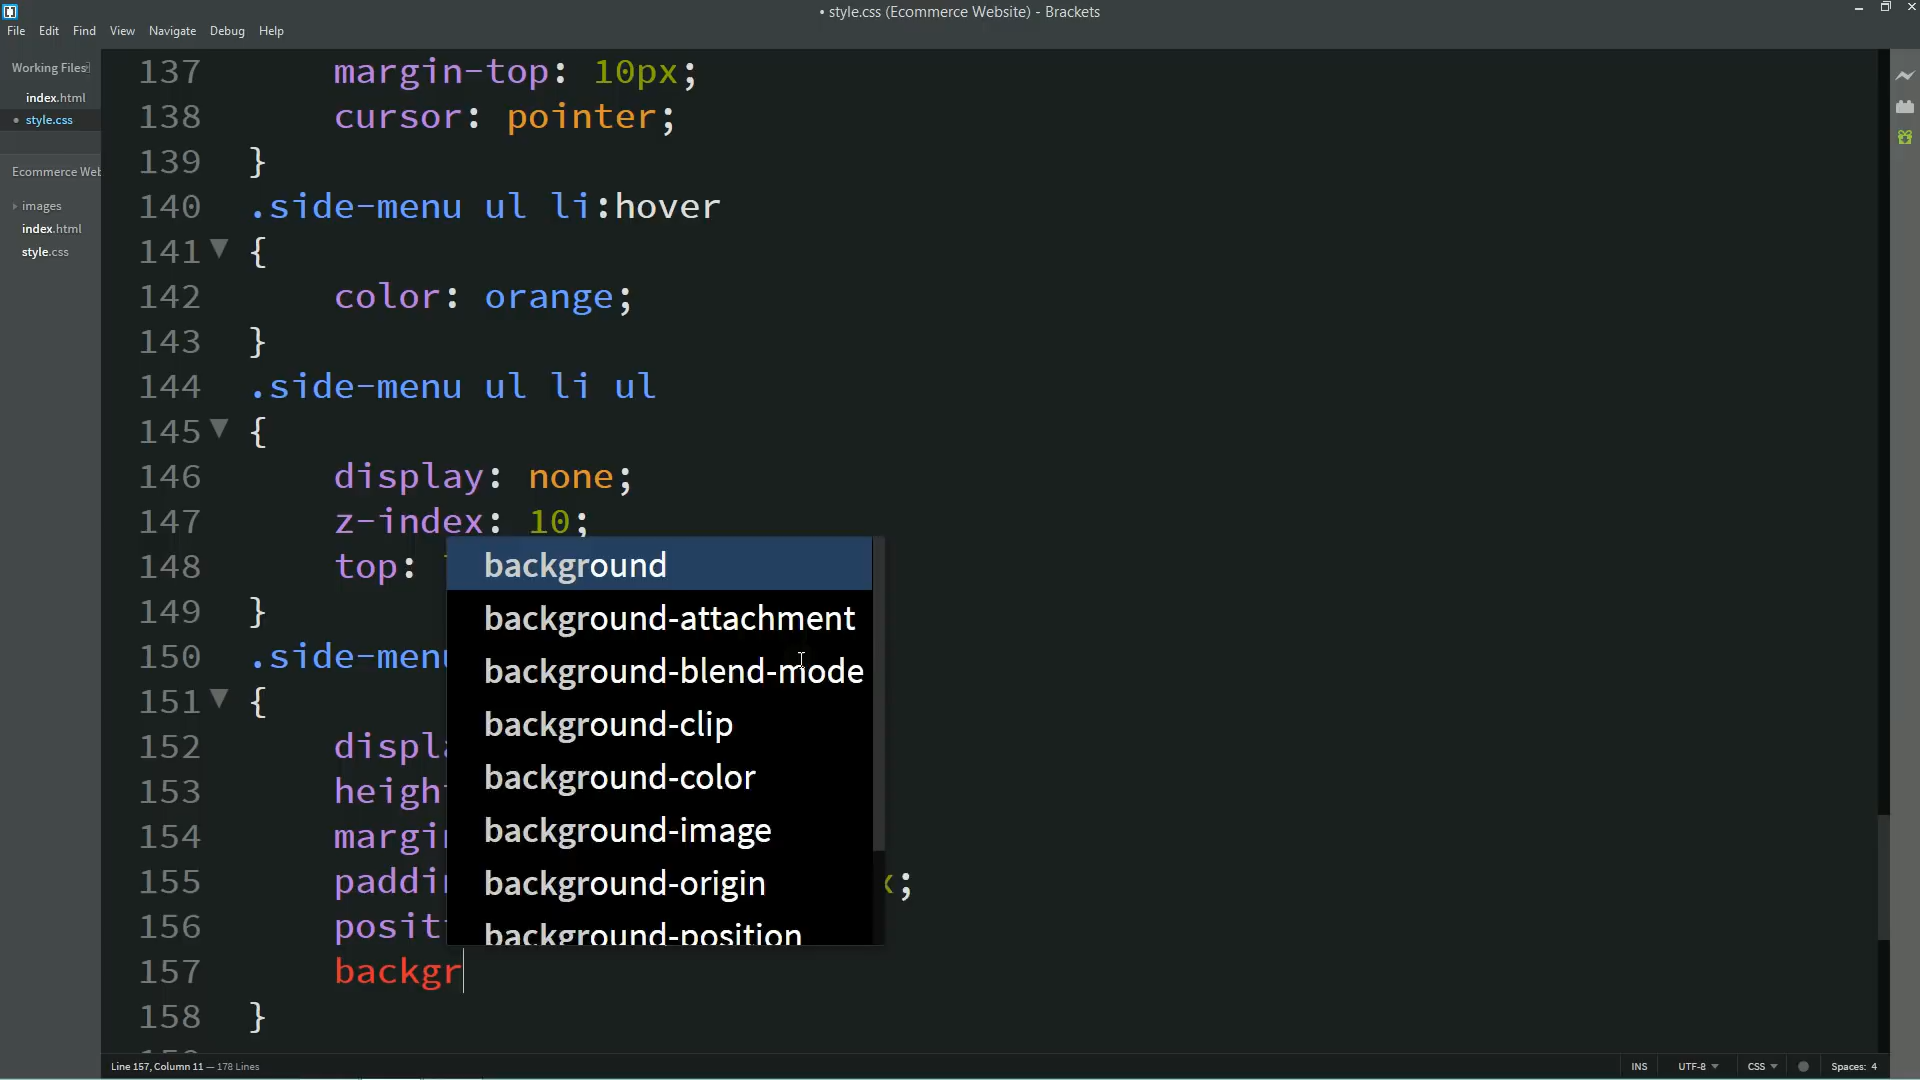 • style.css (Ecommerce Website) - Brackets
File Edit Find View Navigate Debug Help
Working Files
index.html
• style.css
Ecommerce Web
images
index.html
style.css
137 margin-top: 10px;
138 cursor: pointer;
139 }
140 .side-menu ul li:hover
141 {
142 color: orange;
143 }
144 .side-menu ul li ul
145 {
146 display: none;
147 z-index: 10;
148 top:
149 }
150 .side-menu
151 {
152 displa
153 heigh
154 margi
155 paddi x;
156 posit
157 backgr
158 }
background
background-attachment
background-blend-mode
background-clip
background-color
background-image
background-origin
background-position
Line 157, Column 11 — 178 Lines
INS UTF-8 CSS Spaces: 4